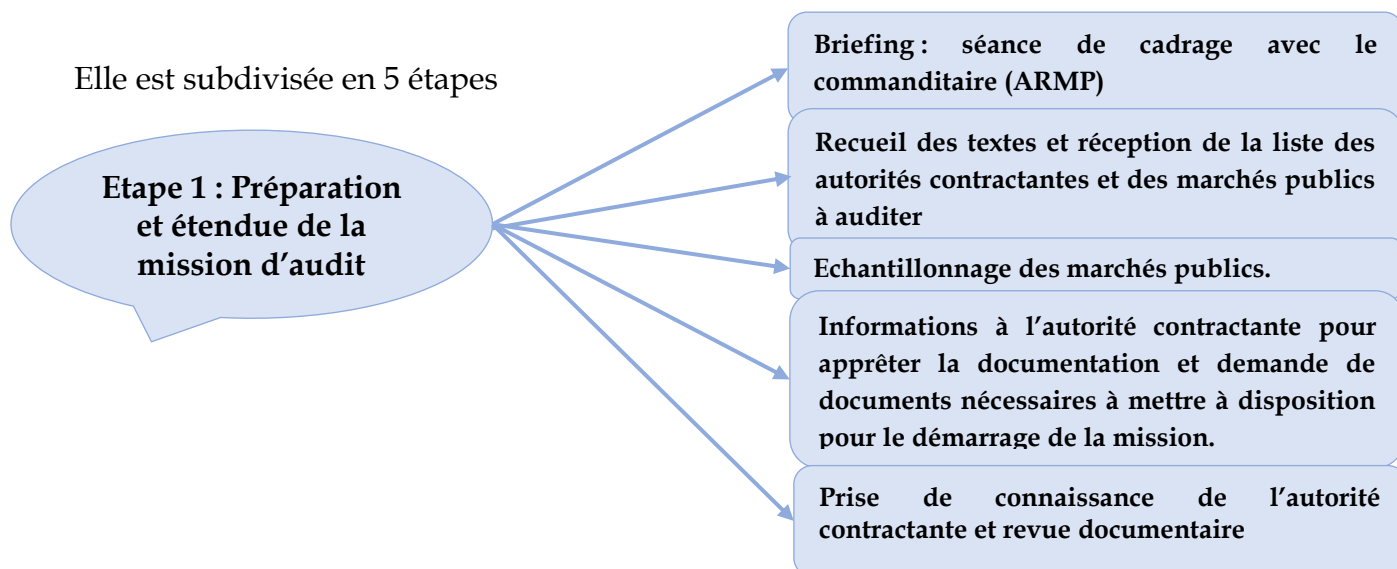 Elle est subdivisée en 5 étapes
Etape 1 : Préparation
et étendue de la
mission d’audit
Briefing : séance de cadrage avec le
commanditaire (ARMP)
Recueil des textes et réception de la liste des
autorités contractantes et des marchés publics
à auditer
Echantillonnage des marchés publics.
Informations à l’autorité contractante pour
apprêter la documentation et demande de
documents nécessaires à mettre à disposition
pour le démarrage de la mission.
Prise de connaissance de l’autorité
contractante et revue documentaire